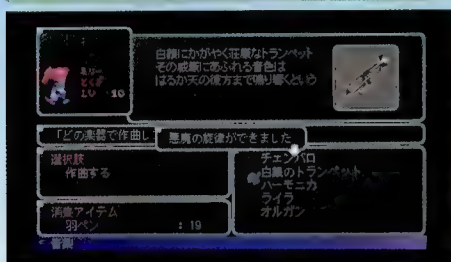 白銀にかがやく荘厳なトランペット
その威厳にあふれる音色は
はるか天の彼方まで鳴り響くという
LV 10
「どの楽器で作曲し
悪魔の旋律ができました
選択肢
作曲する
チェンバロ
白銀のトランペット
ハーモニカ
ライラ
オルガン
消費アイテム
羽ペン : 19